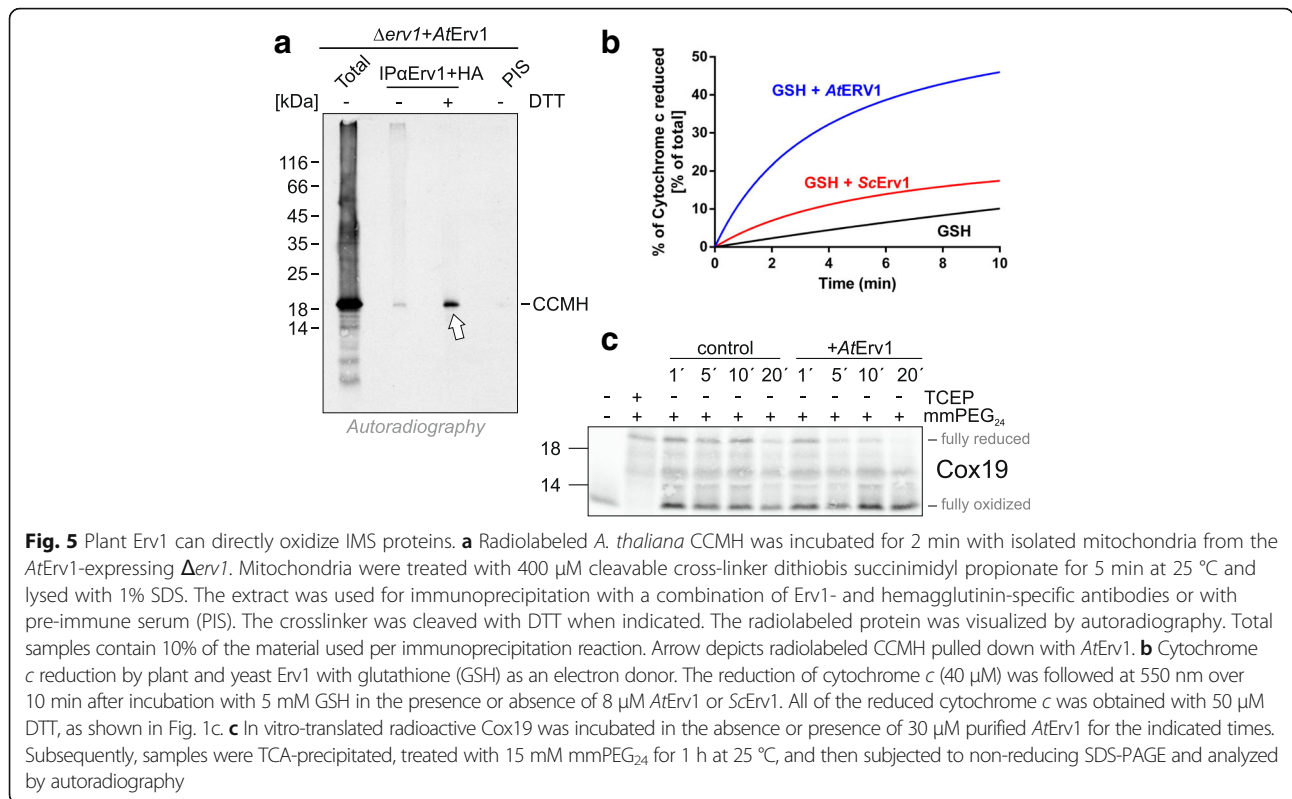 a
Δerv1+AtErv1
Total
IPαErv1+HA
PIS
[kDa] - - + - DTT
116
66
45
35
25
18
14
CCMH
Autoradiography
b
% of Cytochrome c reduced
[% of total]
50
40
30
20
10
0
GSH + AtERV1
GSH + ScErv1
GSH
0 2 4 6 8 10
Time (min)
c
control +AtErv1
1´ 5´ 10´ 20´ 1´ 5´ 10´ 20´
- + - - - - - - - - TCEP
- + + + + + + + + + mmPEG24
18
14
– fully reduced
Cox19
– fully oxidized
Fig. 5 Plant Erv1 can directly oxidize IMS proteins. a Radiolabeled A. thaliana CCMH was incubated for 2 min with isolated mitochondria from the
AtErv1-expressing Δerv1. Mitochondria were treated with 400 μM cleavable cross-linker dithiobis succinimidyl propionate for 5 min at 25 °C and
lysed with 1% SDS. The extract was used for immunoprecipitation with a combination of Erv1- and hemagglutinin-specific antibodies or with
pre-immune serum (PIS). The crosslinker was cleaved with DTT when indicated. The radiolabeled protein was visualized by autoradiography. Total
samples contain 10% of the material used per immunoprecipitation reaction. Arrow depicts radiolabeled CCMH pulled down with AtErv1. b Cytochrome
c reduction by plant and yeast Erv1 with glutathione (GSH) as an electron donor. The reduction of cytochrome c (40 μM) was followed at 550 nm over
10 min after incubation with 5 mM GSH in the presence or absence of 8 μM AtErv1 or ScErv1. All of the reduced cytochrome c was obtained with 50 μM
DTT, as shown in Fig. 1c. c In vitro-translated radioactive Cox19 was incubated in the absence or presence of 30 μM purified AtErv1 for the indicated times.
Subsequently, samples were TCA-precipitated, treated with 15 mM mmPEG24 for 1 h at 25 °C, and then subjected to non-reducing SDS-PAGE and analyzed
by autoradiography